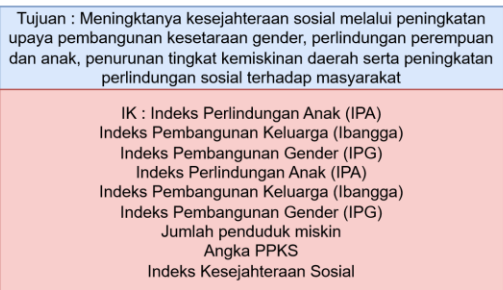 Tujuan : Meningktanya kesejahteraan sosial melalui peningkatan
upaya pembangunan kesetaraan gender, perlindungan perempuan
dan anak, penurunan tingkat kemiskinan daerah serta peningkatan
perlindungan sosial terhadap masyarakat
IK : Indeks Perlindungan Anak (IPA)
Indeks Pembangunan Keluarga (Ibangga)
Indeks Pembangunan Gender (IPG)
Indeks Perlindungan Anak (IPA)
Indeks Pembangunan Keluarga (Ibangga)
Indeks Pembangunan Gender (IPG)
Jumlah penduduk miskin
Angka PPKS
Indeks Kesejahteraan Sosial